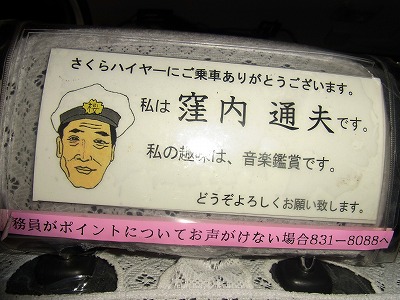 さくらハイヤーにご乗車ありがとうございます。
私は 窪内 通夫です。
私の趣味は、音楽鑑賞です。
どうぞよろしくお願い致します。
務員がポイントについてお声がけない場合831ー8088へ